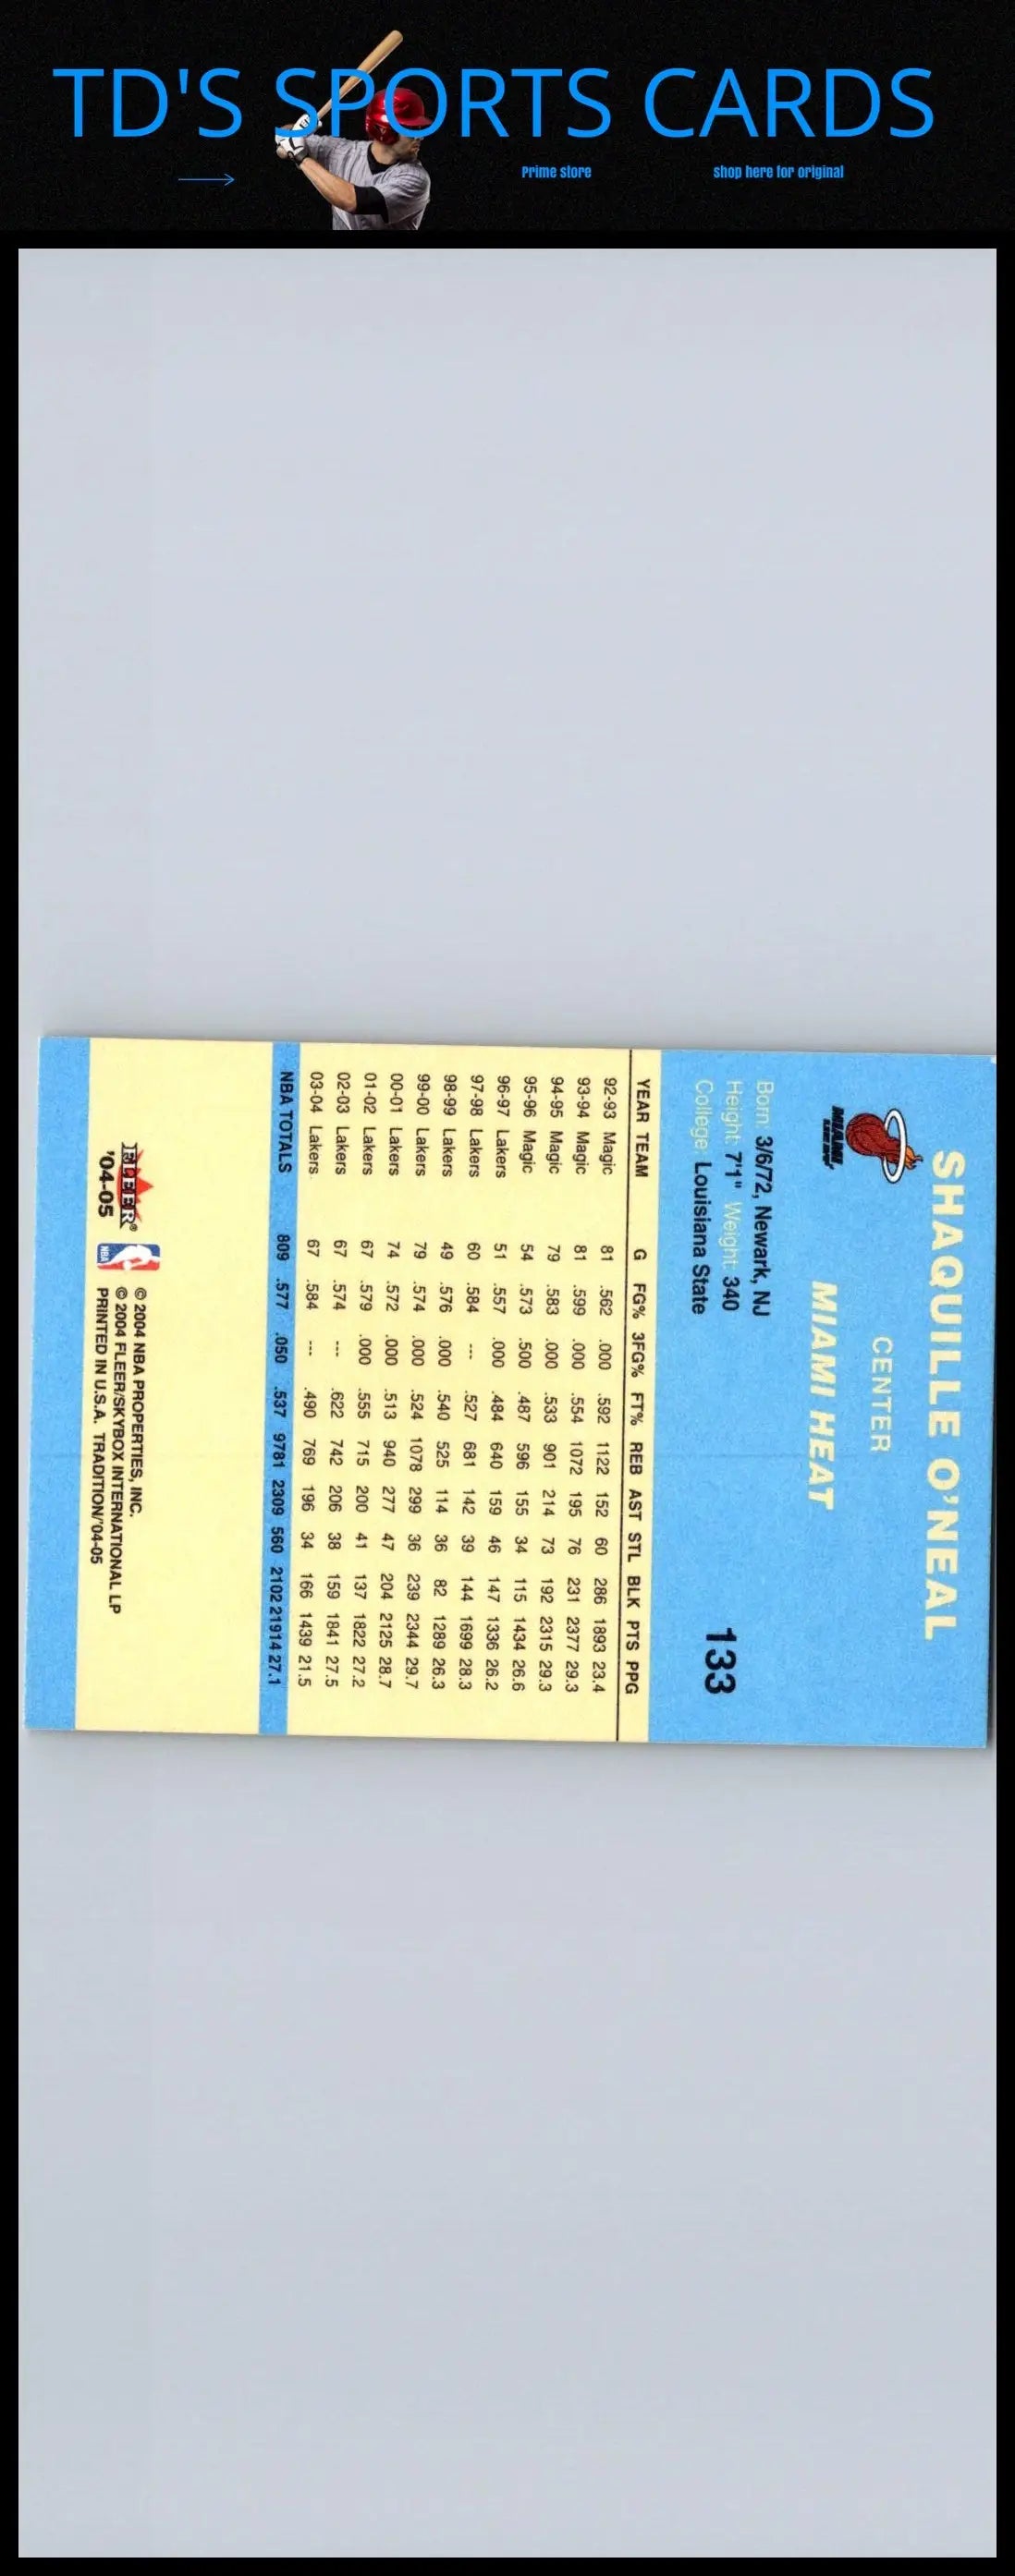 TD'S SPORTS CARDS
Prime store
shop here for original
SHAQUILLE O'NEAL
CENTER
MIAMI HEAT
MIAMI
HEAT
Born: 3/6/72, Newark, NJ
Height: 7'1" Weight: 340
College: Louisiana State
133
YEAR TEAM G FG% 3FG% FT% REB AST STL BLK PTS PPG
92-93 Magic 81 .562 .000 .592 1122 152 60 286 1893 23.4
93-94 Magic 81 .599 .000 .554 1072 195 76 231 2377 29.3
94-95 Magic 79 .583 .000 .533 901 214 73 192 2315 29.3
95-96 Magic 54 .573 .500 .487 596 155 34 115 1434 26.6
96-97 Lakers 51 .557 .000 .484 640 159 46 147 1336 26.2
97-98 Lakers 60 .584 --- .527 681 142 39 144 1699 28.3
98-99 Lakers 49 .576 .000 .540 525 114 36 82 1289 26.3
99-00 Lakers 79 .574 .000 .524 1078 299 36 239 2344 29.7
00-01 Lakers 74 .572 .000 .513 940 277 47 204 2125 28.7
01-02 Lakers 67 .579 .000 .555 715 200 41 137 1822 27.2
02-03 Lakers 67 .574 --- .622 742 206 38 159 1841 27.5
03-04 Lakers 67 .584 --- .490 769 196 34 166 1439 21.5
NBA TOTALS 809 .577 .050 .537 9781 2309 560 2102 21914 27.1
FLEER®
'04-05
NBA
© 2004 NBA PROPERTIES, INC.
© 2004 FLEER/SKYBOX INTERNATIONAL LP
PRINTED IN U.S.A. TRADITION/'04-05